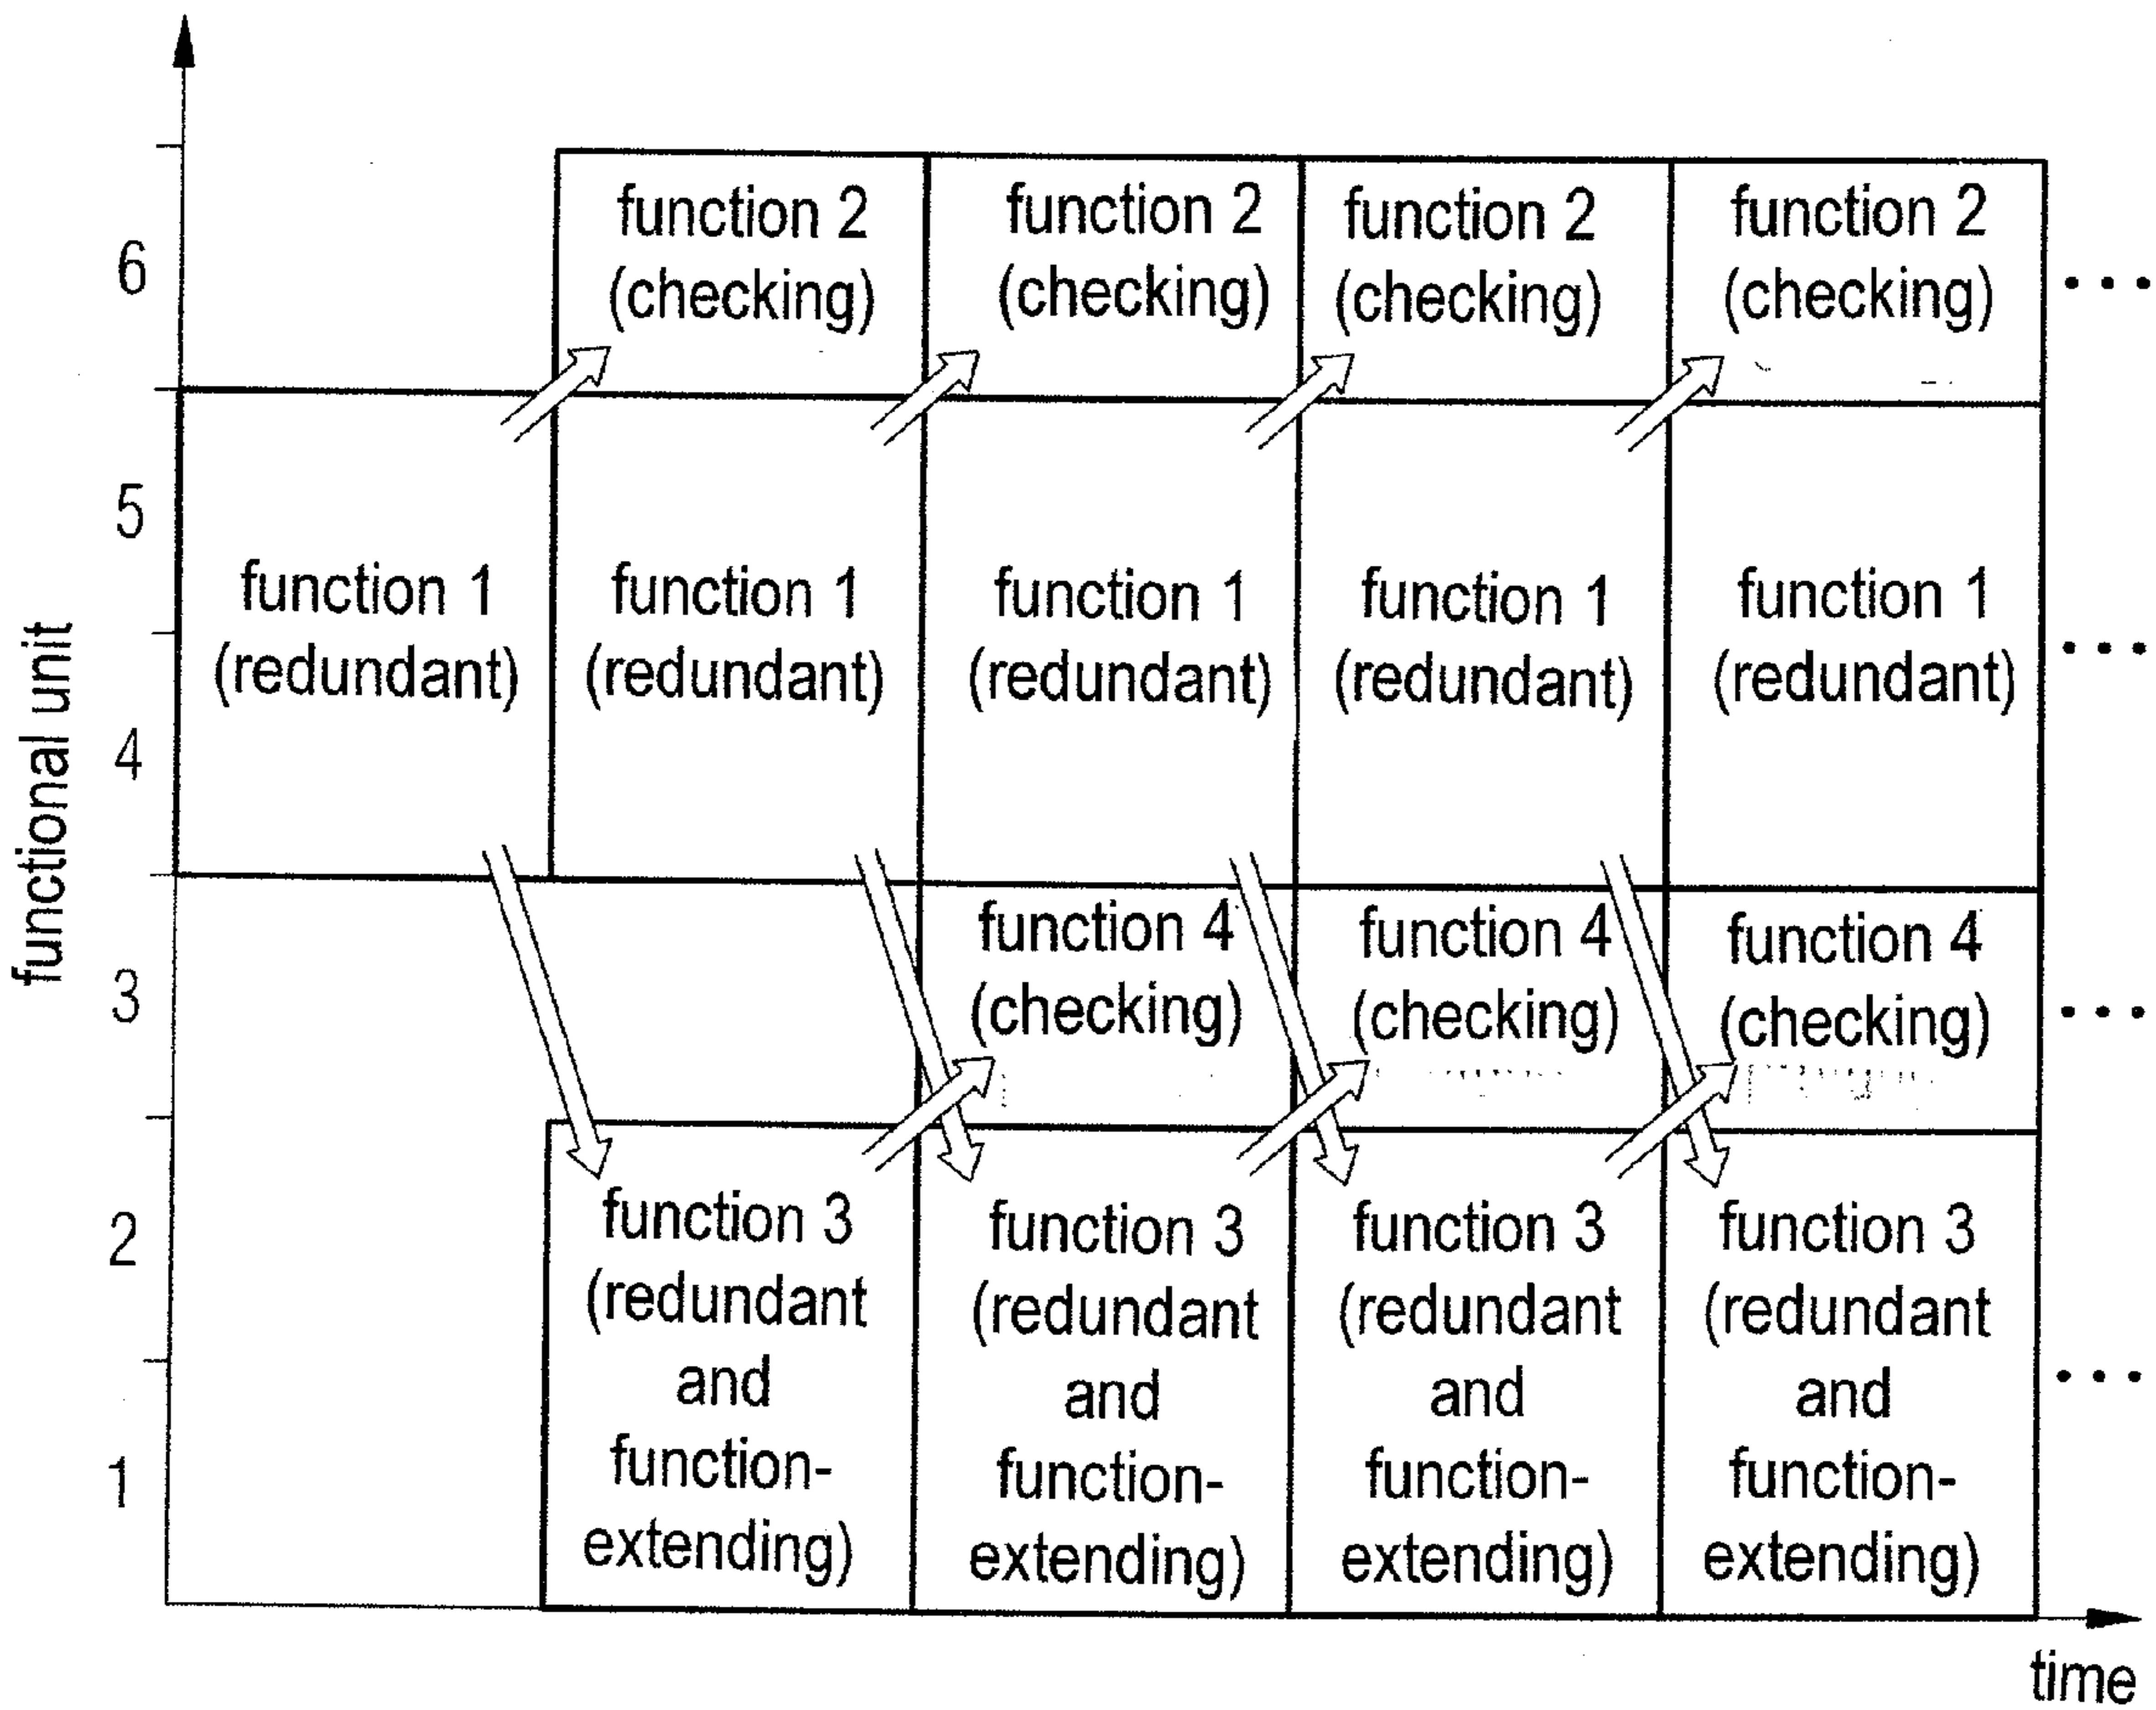 functional unit
6
5
4
3
2
1
function 2
(checking)
function 2
(checking)
function 2
(checking)
function 2
(checking)
...
function 1
(redundant)
function 1
(redundant)
function 1
(redundant)
function 1
(redundant)
function 1
(redundant)
...
function 4
(checking)
function 4
(checking)
function 4
(checking)
...
function 3
(redundant
and
function-
extending)
function 3
(redundant
and
function-
extending)
function 3
(redundant
and
function-
extending)
function 3
(redundant
and
function-
extending)
...
time